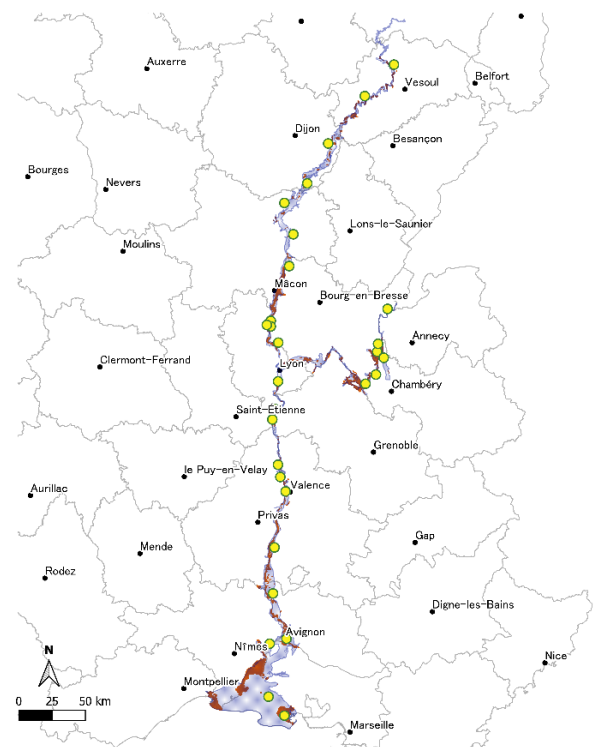 Auxerre
Vesoul
Belfort
Dijon
Besançon
Bourges
Nevers
Lons-le-Saunier
Moulins
Mâcon
Bourg-en-Bresse
Annecy
Clermont-Ferrand
Lyon
Chambéry
Saint-Etienne
Grenoble
le Puy-en-Velay
Aurillac
Valence
Privas
Mende
Gap
Rodez
Digne-les-Bains
Avignon
Nîmes
Nice
N
Montpellier
0 25 50 km
Marseille